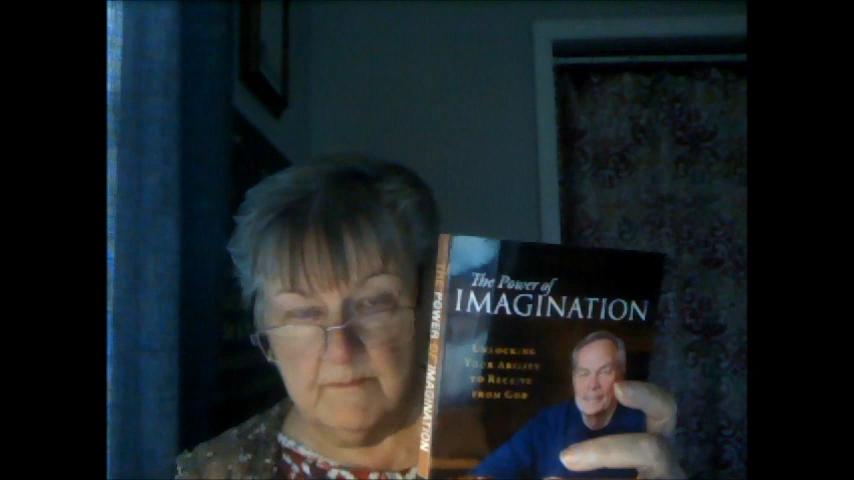 The Power of
IMAGINATION
UNLOCKING
YOUR ABILITY
TO RECEIVE
FROM GOD
THE POWER OF IMAGINATION